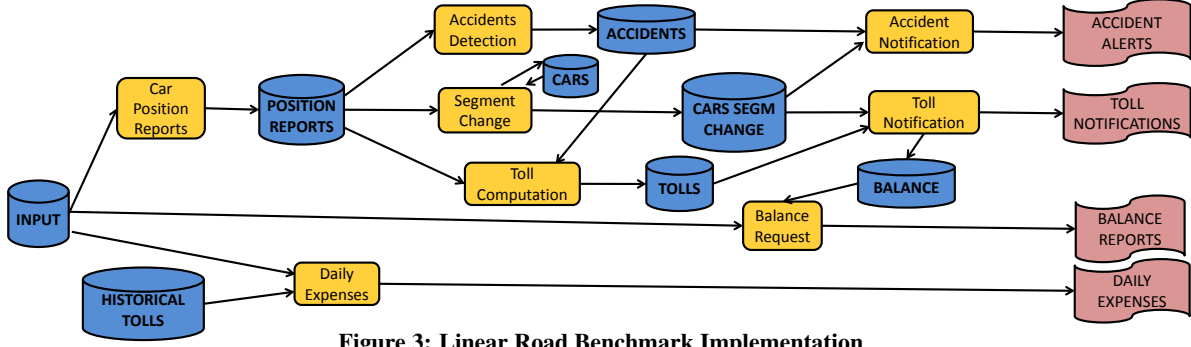 Accidents
Detection
ACCIDENTS
Accident
Notification
ACCIDENT
ALERTS
Car
Position
Reports
POSITION
REPORTS
CARS
Segment
Change
CARS SEGM
CHANGE
Toll
Notification
TOLL
NOTIFICATIONS
Toll
Computation
TOLLS
BALANCE
INPUT
Balance
Request
BALANCE
REPORTS
HISTORICAL
TOLLS
Daily
Expenses
DAILY
EXPENSES
Figure 3: Linear Road Benchmark Implementation